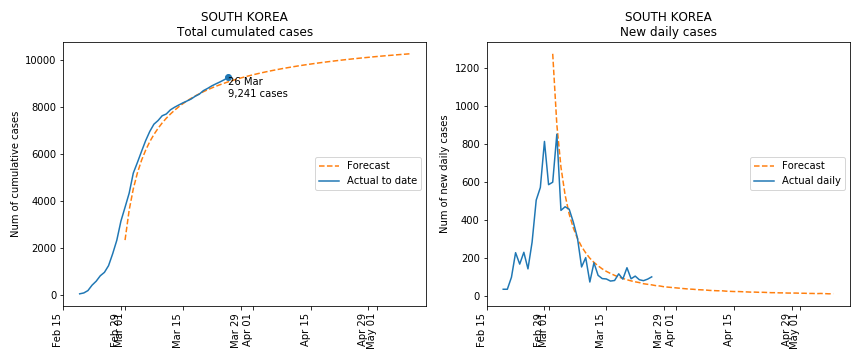 SOUTH KOREA
Total cumulated cases
Num of cumulative cases
10000
8000
6000
4000
2000
0
26 Mar
9,241 cases
Forecast
Actual to date
Feb 15
Feb 29
Mar 01
Mar 15
Mar 29
Apr 01
Apr 15
Apr 29
May 01
SOUTH KOREA
New daily cases
Num of new daily cases
1200
1000
800
600
400
200
0
Forecast
Actual daily
Feb 15
Feb 29
Mar 01
Mar 15
Mar 29
Apr 01
Apr 15
Apr 29
May 01